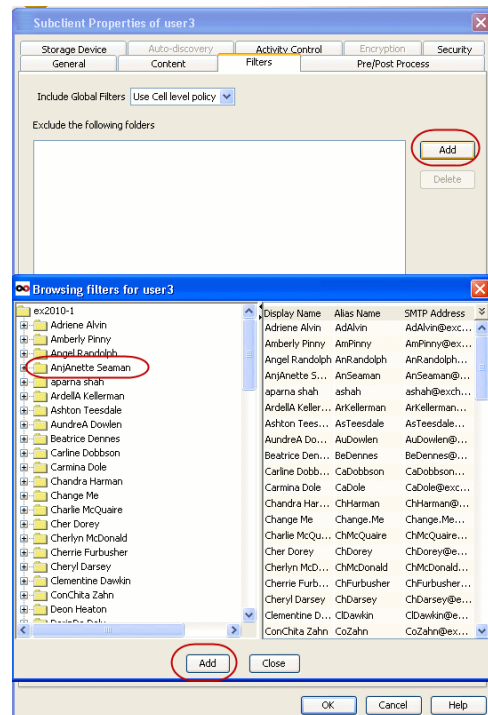 Subclient Properties of user3
Storage Device Auto-discovery Activity Control Encryption Security
General Content Filters Pre/Post Process
Include Global Filters Use Cell level policy
Exclude the following folders
Add
Delete
Browsing filters for user3
ex2010-1
Adriene Alvin
Amberly Pinny
Angel Randolph
AnjAnette Seaman
aparna shah
ArdellA Kellerman
Ashton Teesdale
AundreA Dowlen
Beatrice Dennes
Carline Dobbson
Carmina Dole
Chandra Harman
Change Me
Charlie McQuaire
Cher Dorey
Cherlyn McDonald
Cherrie Furbusher
Cheryl Darsey
Clementine Dawkin
ConChita Zahn
Deon Heaton
Display Name Alias Name SMTP Address
Adriene Alvin AdAlvin AdAlvin@exc...
Amberly Pinny AmPinny AmPinny@ex...
Angel Randolph AnRandolph AnRandolph...
AnjAnette S... AnSeaman AnSeaman@...
aparna shah ashah ashah@exch...
ArdellA Keller... ArKellerman ArKellerman...
Ashton Tees... AsTeesdale AsTeesdale...
AundreA Do... AuDowlen AuDowlen@...
Beatrice Den... BeDennes BeDennes@...
Carline Dobb... CaDobbson CaDobbson...
Carmina Dole CaDole CaDole@exc...
Chandra Har... ChHarman ChHarman@...
Change Me Change.Me Change.Me...
Charlie McQu... ChMcQuaire ChMcQuaire...
Cher Dorey ChDorey ChDorey@e...
Cherlyn McD... ChMcDonald ChMcDonald...
Cherrie Furb... ChFurbusher ChFurbusher...
Cheryl Darsey ChDarsey ChDarsey@e...
Clementine D... ClDawkin ClDawkin@e...
ConChita Zahn CoZahn CoZahn@ex...
Add Close
OK Cancel Help